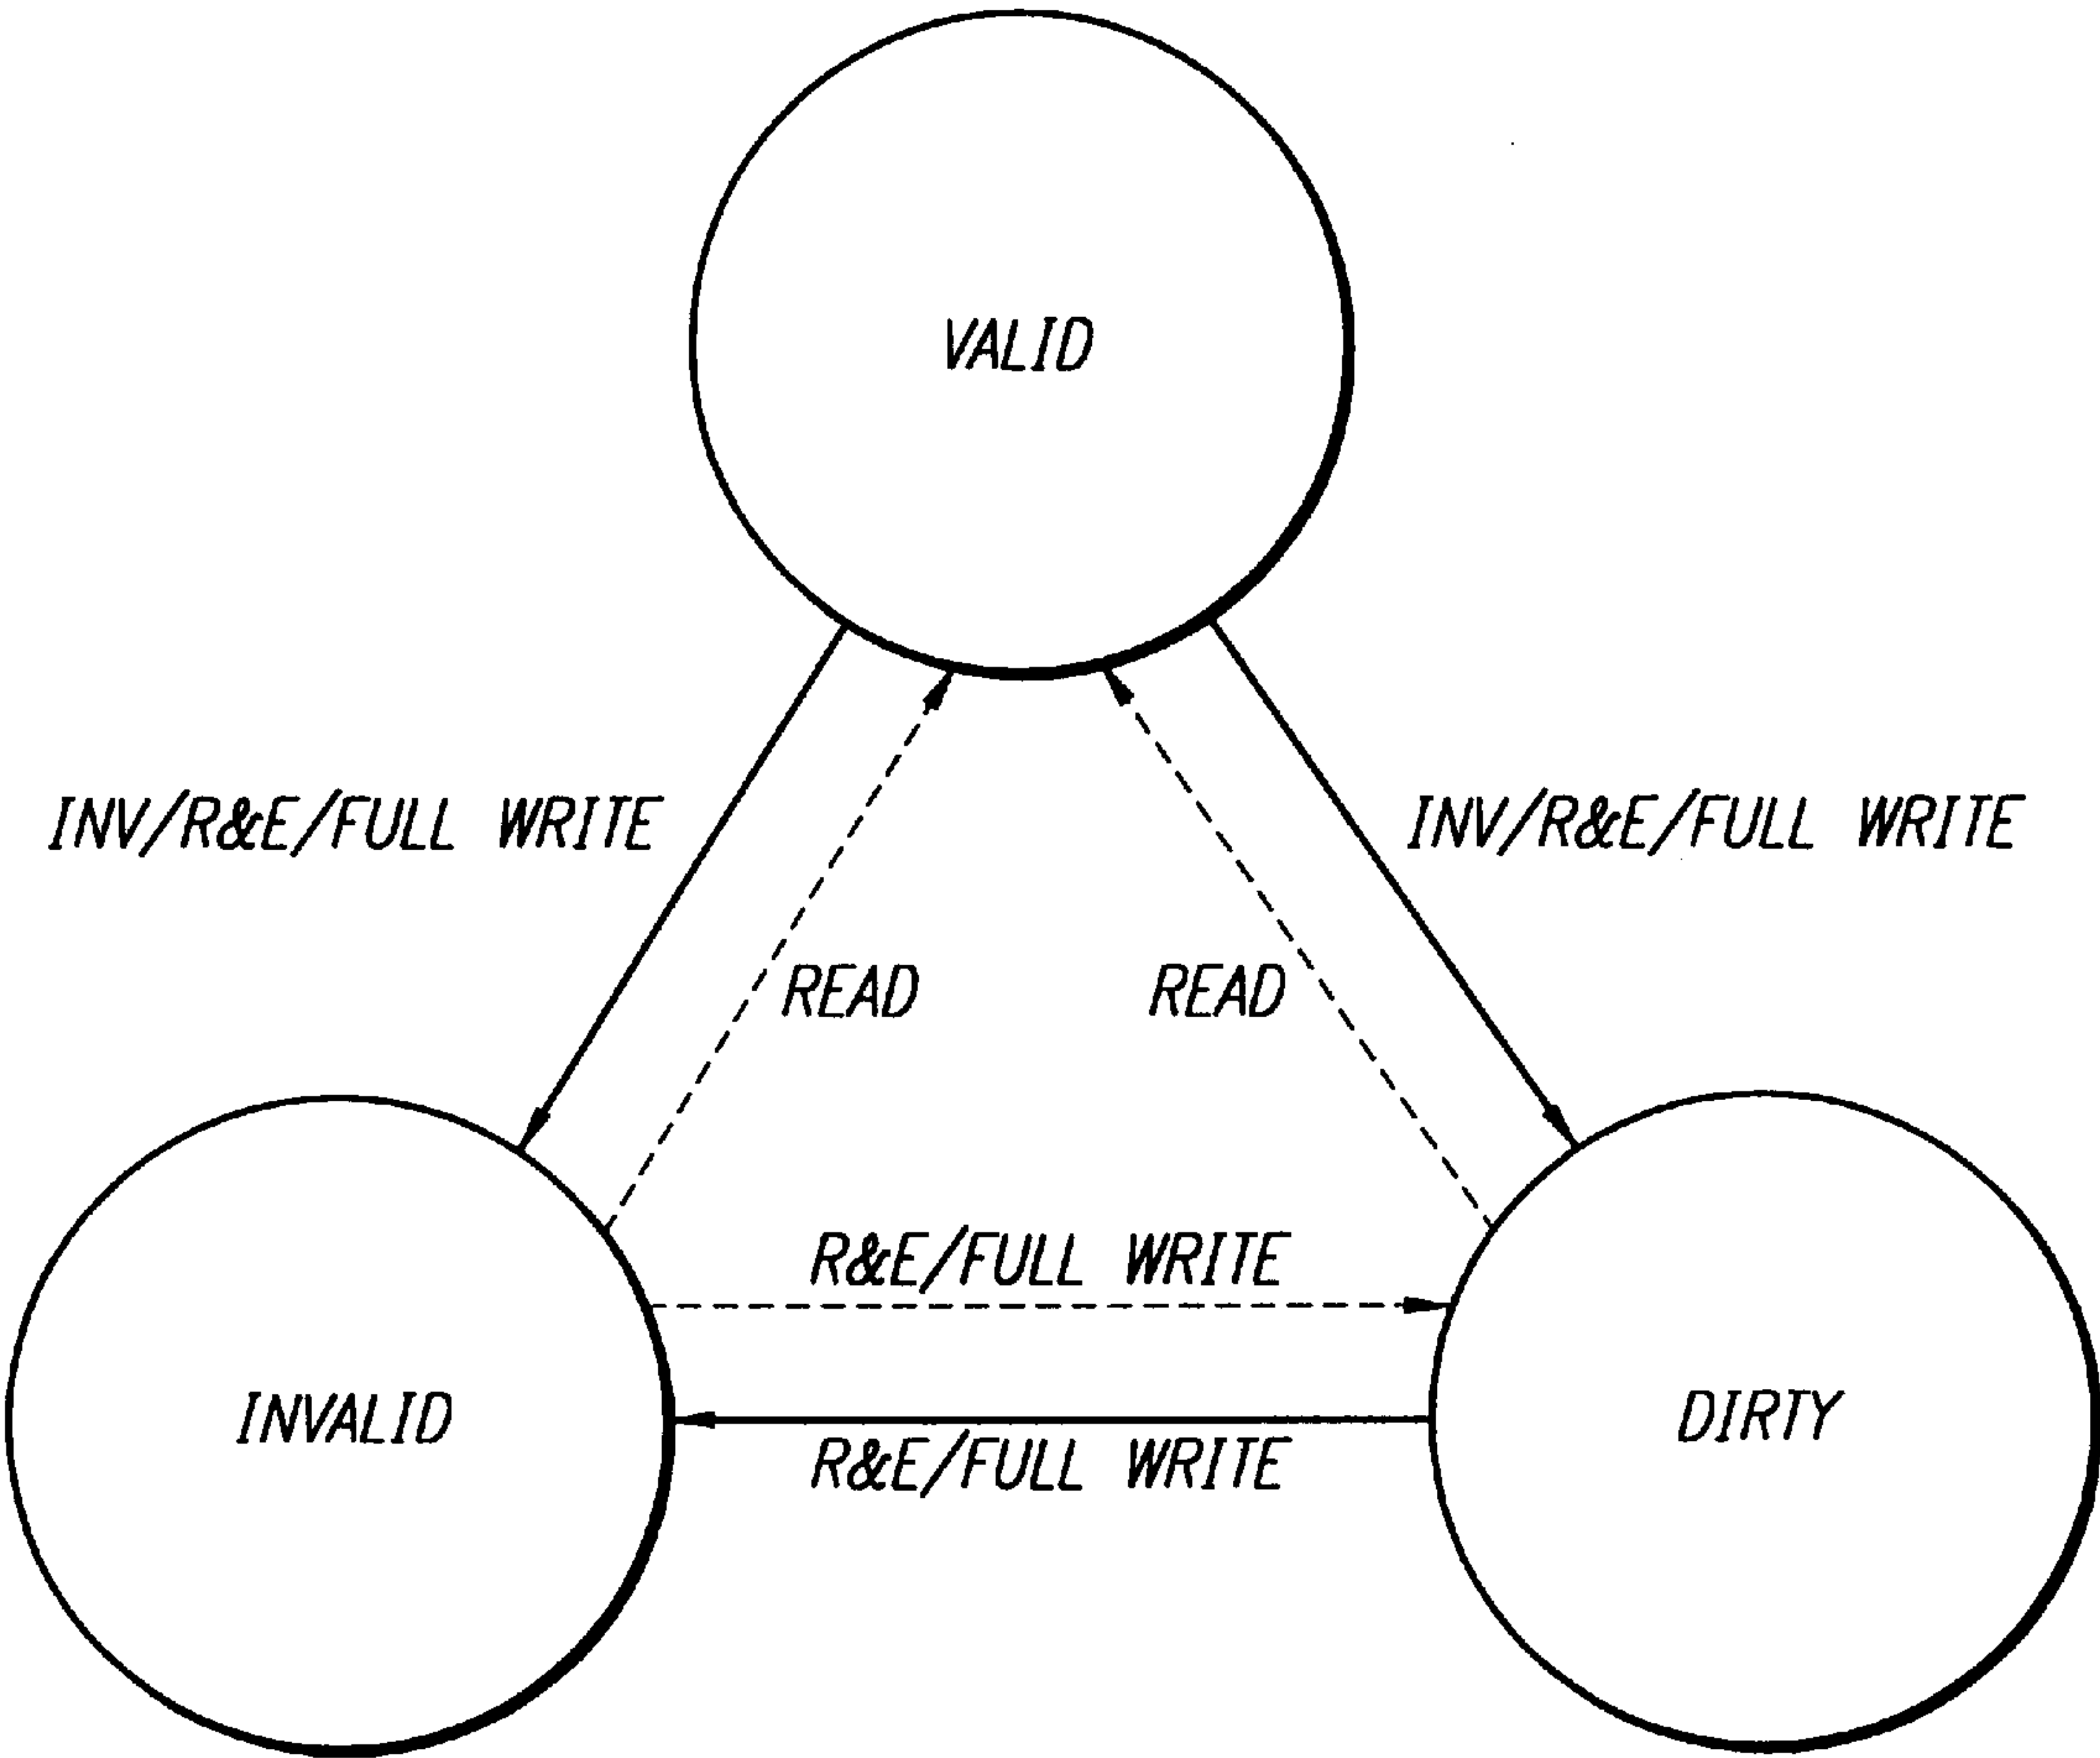 VALID
INV/R&E/FULL WRITE
INV/R&E/FULL WRITE
READ
READ
R&E/FULL WRITE
INVALID
DIRTY
R&E/FULL WRITE